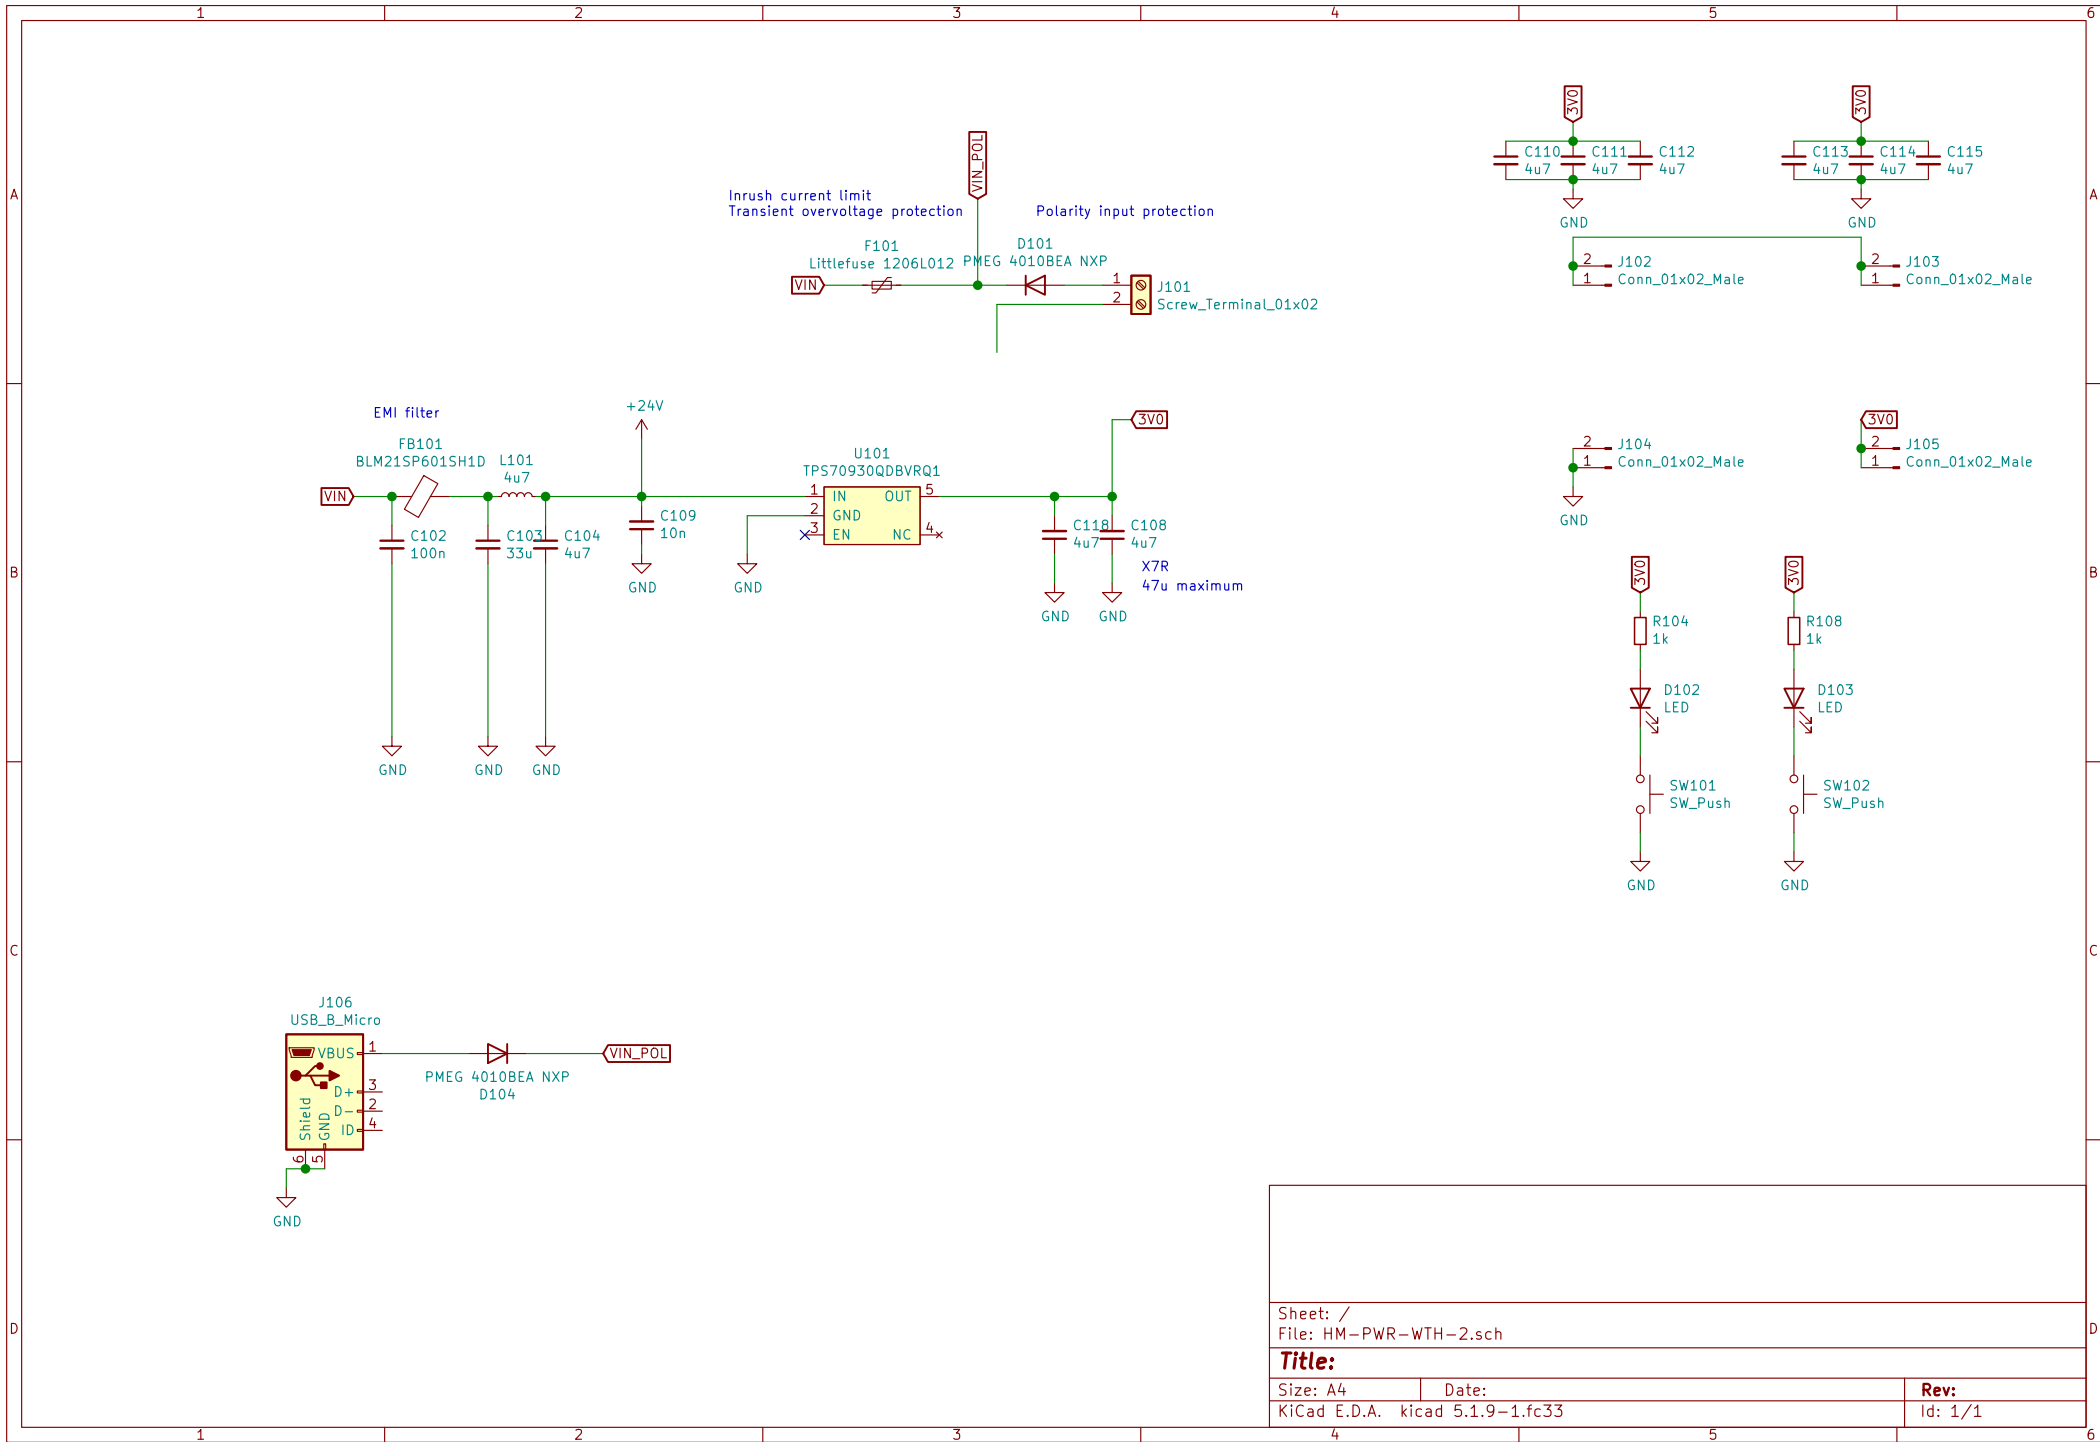 1 2 3 4 5 6
A
B
C
D
A
B
C
D
VIN_POL
Inrush current limit
Transient overvoltage protection
Polarity input protection
F101
Littlefuse 1206L012
D101
PMEG 4010BEA NXP
VIN
1
2
J101
Screw_Terminal_01x02
3V0
C110
4u7
C111
4u7
C112
4u7
GND
3V0
C113
4u7
C114
4u7
C115
4u7
GND
2
1
J102
Conn_01x02_Male
2
1
J103
Conn_01x02_Male
EMI filter
FB101
BLM21SP601SH1D
L101
4u7
VIN
C102
100n
C103
33u
C104
4u7
GND
GND
GND
+24V
C109
10n
GND
U101
TPS70930QDBVRQ1
1 IN OUT 5
2 GND
3 EN NC 4
GND
3V0
C118
4u7
C108
4u7
X7R
47u maximum
GND
GND
2
1
J104
Conn_01x02_Male
GND
3V0
2
1
J105
Conn_01x02_Male
3V0
R104
1k
D102
LED
SW101
SW_Push
GND
3V0
R108
1k
D103
LED
SW102
SW_Push
GND
J106
USB_B_Micro
VBUS 1
D+ 3
D- 2
ID 4
Shield
GND
6
5
GND
VIN_POL
PMEG 4010BEA NXP
D104
Sheet: /
File: HM-PWR-WTH-2.sch
Title:
Size: A4 Date: Rev:
KiCad E.D.A. kicad 5.1.9-1.fc33 Id: 1/1
1 2 3 4 5 6